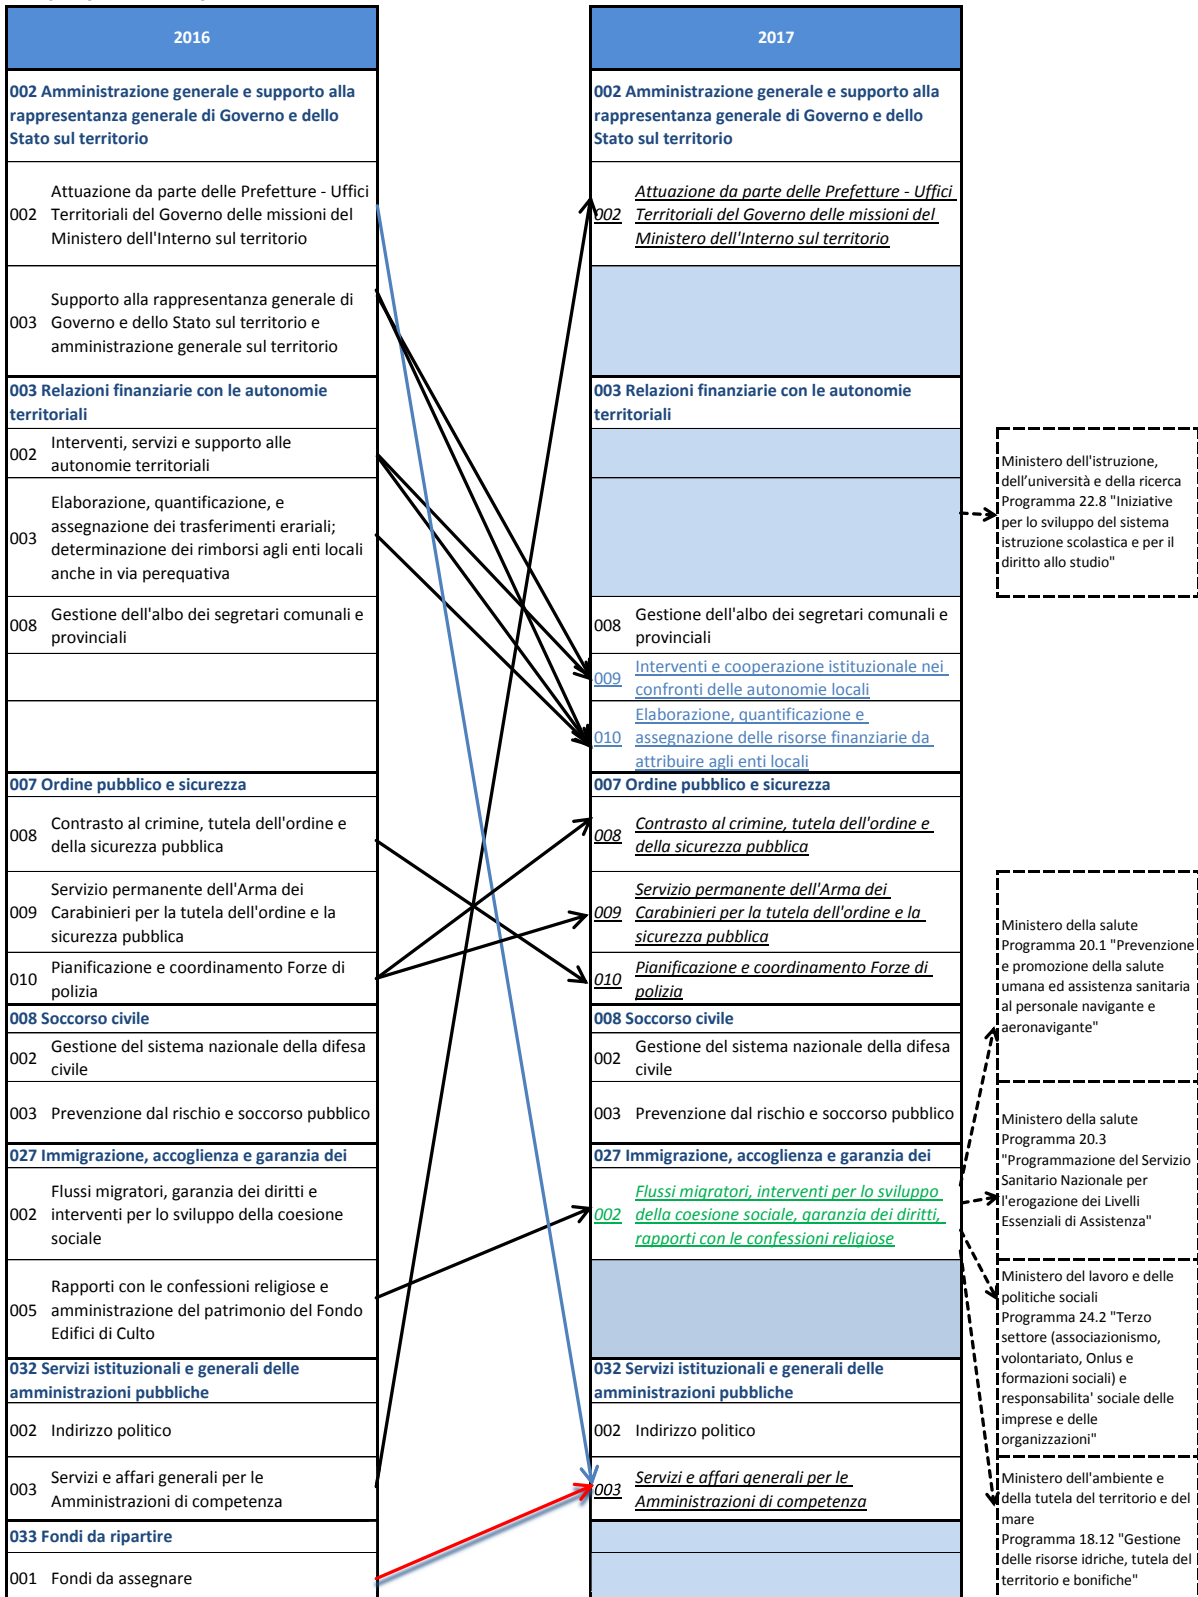 2016
002 Amministrazione generale e supporto alla
rappresentanza generale di Governo e dello
Stato sul territorio
002
Attuazione da parte delle Prefetture - Uffici
Territoriali del Governo delle missioni del
Ministero dell'Interno sul territorio
003
Supporto alla rappresentanza generale di
Governo e dello Stato sul territorio e
amministrazione generale sul territorio
003 Relazioni finanziarie con le autonomie
territoriali
002
Interventi, servizi e supporto alle
autonomie territoriali
003
Elaborazione, quantificazione, e
assegnazione dei trasferimenti erariali;
determinazione dei rimborsi agli enti locali
anche in via perequativa
008
Gestione dell'albo dei segretari comunali e
provinciali
007 Ordine pubblico e sicurezza
008
Contrasto al crimine, tutela dell'ordine e
della sicurezza pubblica
009
Servizio permanente dell'Arma dei
Carabinieri per la tutela dell'ordine e la
sicurezza pubblica
010
Pianificazione e coordinamento Forze di
polizia
008 Soccorso civile
002
Gestione del sistema nazionale della difesa
civile
003 Prevenzione dal rischio e soccorso pubblico
027 Immigrazione, accoglienza e garanzia dei
002
Flussi migratori, garanzia dei diritti e
interventi per lo sviluppo della coesione
sociale
005
Rapporti con le confessioni religiose e
amministrazione del patrimonio del Fondo
Edifici di Culto
032 Servizi istituzionali e generali delle
amministrazioni pubbliche
002 Indirizzo politico
003
Servizi e affari generali per le
Amministrazioni di competenza
033 Fondi da ripartire
001 Fondi da assegnare
2017
002 Amministrazione generale e supporto alla
rappresentanza generale di Governo e dello
Stato sul territorio
002
Attuazione da parte delle Prefetture - Uffici
Territoriali del Governo delle missioni del
Ministero dell'Interno sul territorio
003 Relazioni finanziarie con le autonomie
territoriali
008
Gestione dell'albo dei segretari comunali e
provinciali
009
Interventi e cooperazione istituzionale nei
confronti delle autonomie locali
010
Elaborazione, quantificazione e
assegnazione delle risorse finanziarie da
attribuire agli enti locali
007 Ordine pubblico e sicurezza
008
Contrasto al crimine, tutela dell'ordine e
della sicurezza pubblica
009
Servizio permanente dell'Arma dei
Carabinieri per la tutela dell'ordine e la
sicurezza pubblica
010
Pianificazione e coordinamento Forze di
polizia
008 Soccorso civile
002
Gestione del sistema nazionale della difesa
civile
003 Prevenzione dal rischio e soccorso pubblico
027 Immigrazione, accoglienza e garanzia dei
002
Flussi migratori, interventi per lo sviluppo
della coesione sociale, garanzia dei diritti,
rapporti con le confessioni religiose
032 Servizi istituzionali e generali delle
amministrazioni pubbliche
002 Indirizzo politico
003
Servizi e affari generali per le
Amministrazioni di competenza
Ministero dell'istruzione,
dell'università e della ricerca
Programma 22.8 "Iniziative
per lo sviluppo del sistema
istruzione scolastica e per il
diritto allo studio"
Ministero della salute
Programma 20.1 "Prevenzione
e promozione della salute
umana ed assistenza sanitaria
al personale navigante e
aeronavigante"
Ministero della salute
Programma 20.3
"Programmazione del Servizio
Sanitario Nazionale per
l'erogazione dei Livelli
Essenziali di Assistenza"
Ministero del lavoro e delle
politiche sociali
Programma 24.2 "Terzo
settore (associazionismo,
volontariato, Onlus e
formazioni sociali) e
responsabilita' sociale delle
imprese e delle
organizzazioni"
Ministero dell'ambiente e
della tutela del territorio e del
mare
Programma 18.12 "Gestione
delle risorse idriche, tutela del
territorio e bonifiche"